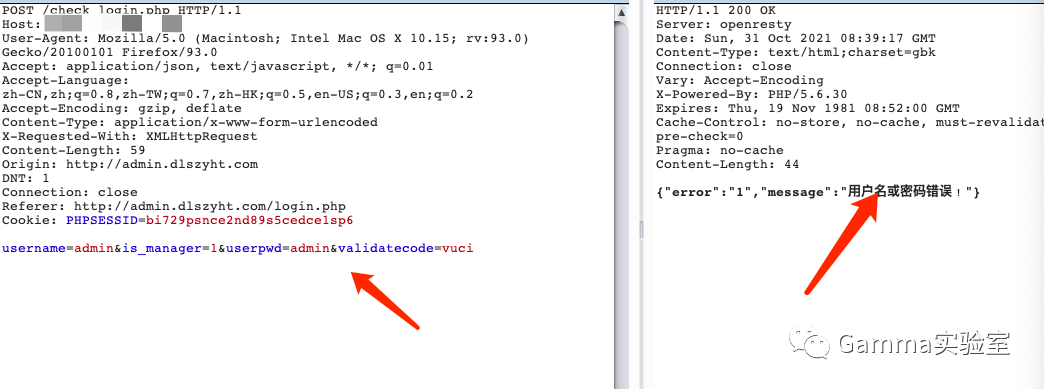 POST /check_login.php HTTP/1.1
Host:
User-Agent: Mozilla/5.0 (Macintosh; Intel Mac OS X 10.15; rv:93.0)
Gecko/20100101 Firefox/93.0
Accept: application/json, text/javascript, */*; q=0.01
Accept-Language:
zh-CN,zh;q=0.8,zh-TW;q=0.7,zh-HK;q=0.5,en-US;q=0.3,en;q=0.2
Accept-Encoding: gzip, deflate
Content-Type: application/x-www-form-urlencoded
X-Requested-With: XMLHttpRequest
Content-Length: 59
Origin: http://admin.dlszyht.com
DNT: 1
Connection: close
Referer: http://admin.dlszyht.com/login.php
Cookie: PHPSESSID=bi729psnce2nd89s5cedce1sp6
username=admin&is_manager=1&userpwd=admin&validatecode=vuci
HTTP/1.1 200 OK
Server: openresty
Date: Sun, 31 Oct 2021 08:39:17 GMT
Content-Type: text/html;charset=gbk
Connection: close
Vary: Accept-Encoding
X-Powered-By: PHP/5.6.30
Expires: Thu, 19 Nov 1981 08:52:00 GMT
Cache-Control: no-store, no-cache, must-revalidat
pre-check=0
Pragma: no-cache
Content-Length: 44
{"error":"1","message":"用户名或密码错误！"}
Gamma实验室